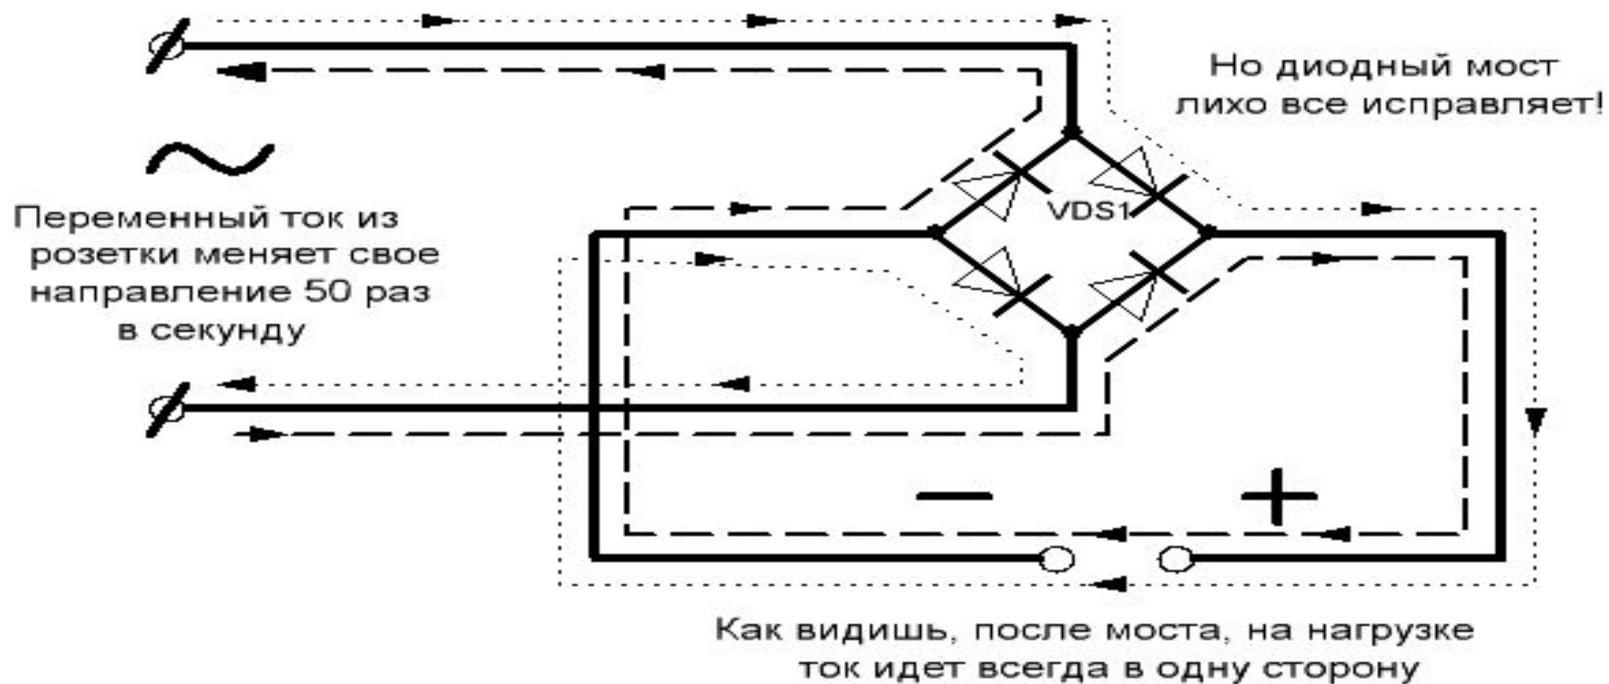 Но диодный мост
лихо все исправляет!
VDS1
Переменный ток из
розетки меняет свое
направление 50 раз
в секунду
Как видишь, после моста, на нагрузке
ток идет всегда в одну сторону